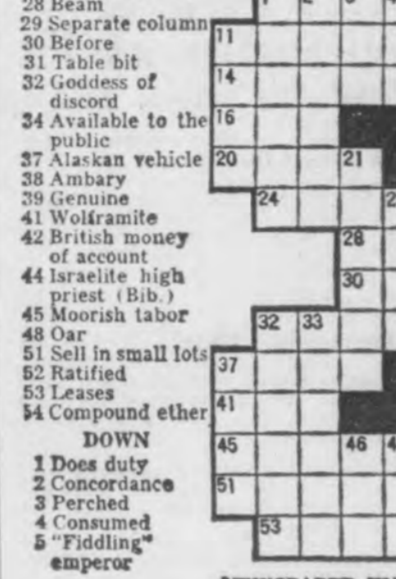 28 Beam
29 Separate column
30 Before
31 Table bit
32 Goddess of
discord
34 Available to the
public
37 Alaskan vehicle
38 Ambary
39 Genuine
41 Wolframite
42 British money
of account
44 Israelite high
priest (Bib.)
45 Moorish tabor
48 Oar
51 Sell in small lots
52 Ratified
53 Leases
54 Compound ether
DOWN
1 Does duty
2 Concordance
3 Perched
4 Consumed
5 "Fiddling"
emperor
11
14
16
20 21
24
28
30
32 33
37
41
45 46
51
53